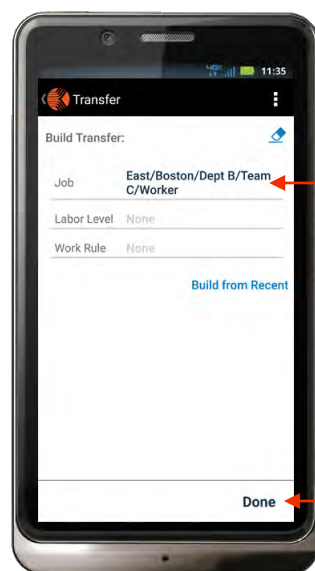 11:35
Transfer
Build Transfer:
Job East/Boston/Dept B/Team
C/Worker
Labor Level None
Work Rule None
Build from Recent
Done